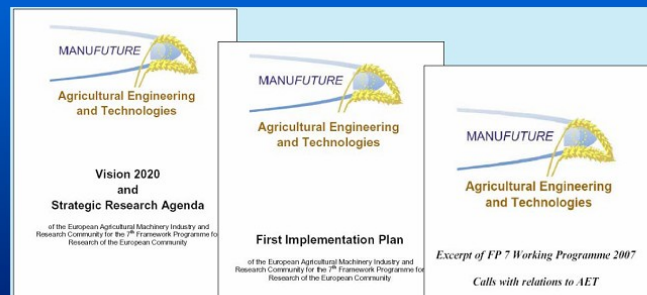 MANUFUTURE
Agricultural Engineering
and Technologies
Vision 2020
and
Strategic Research Agenda
of the European Agricultural Machinery Industry and
Research Community for the 7th Framework Programme fo
Research of the European Community
MANUFUTURE
Agricultural Engineering
and Technologies
First Implementation Plan
of the European Agricultural Machinery Industry and
Research Community for the 7th Framework Programme for
Research of the European Community
MANUFUTURE
Agricultural Engineering
and Technologies
Excerpt of FP 7 Working Programme 2007
Calls with relations to AET